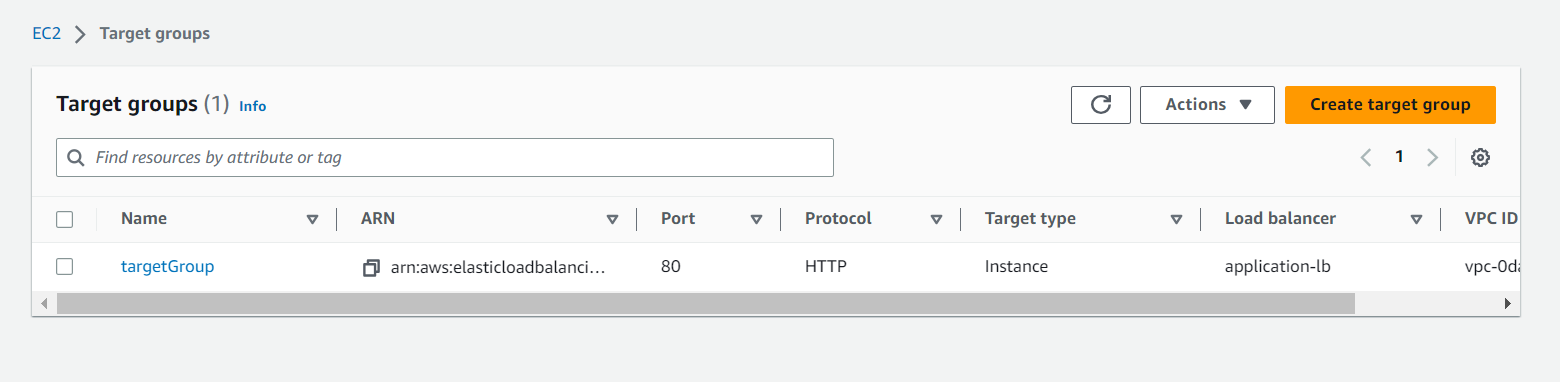 EC2 Target groups
Target groups (1) Info
Actions
Create target group
Find resources by attribute or tag
1
Name ARN Port Protocol Target type Load balancer VPC ID
targetGroup arn:aws:elasticloadbalanci... 80 HTTP Instance application-lb vpc-0da